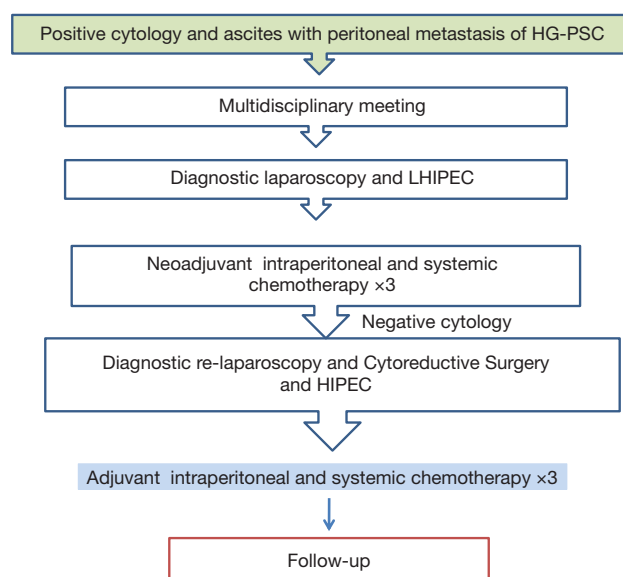 Positive cytology and ascites with peritoneal metastasis of HG-PSC
Multidisciplinary meeting
Diagnostic laparoscopy and LHIPEC
Neoadjuvant intraperitoneal and systemic
chemotherapy ×3
Negative cytology
Diagnostic re-laparoscopy and Cytoreductive Surgery
and HIPEC
Adjuvant intraperitoneal and systemic chemotherapy ×3
Follow-up